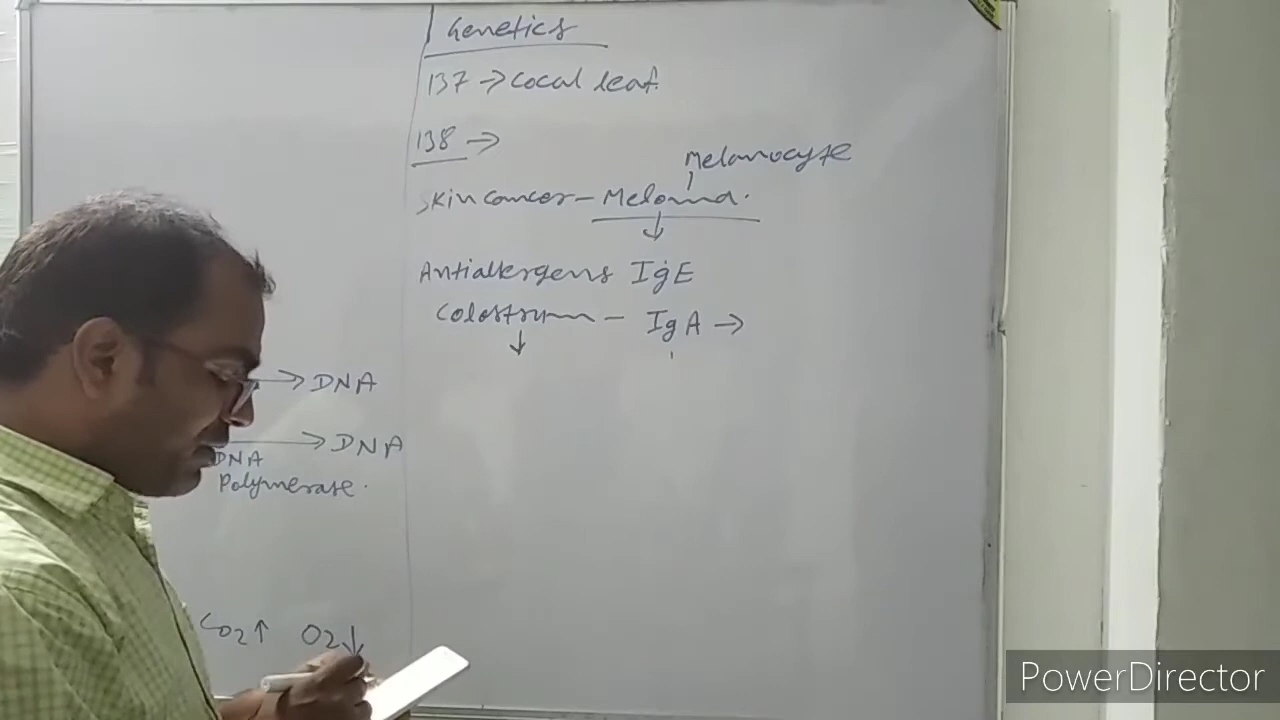 Genetics
137 → Cocal leaf.
138 →
Melanocyte
Skin cancer - Meloma.
↓
Antiallergens IgE
Colostrum - IgA →
↓
→ DNA
→ DNA
DNA
Polymerase.
CO2↑ O2↓
PowerDirector